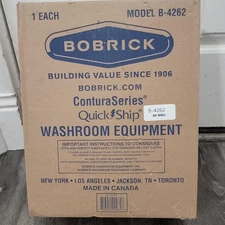 1 EACH MODEL B-4262
BOBRICK
BUILDING VALUE SINCE 1906
BOBRICK.COM
ConturaSeries®
QuickShip®
B-4262
WASHROOM EQUIPMENT
IMPORTANT INSTRUCTIONS TO CONSIGNEE
NEW YORK • LOS ANGELES • JACKSON, TN • TORONTO
MADE IN CANADA